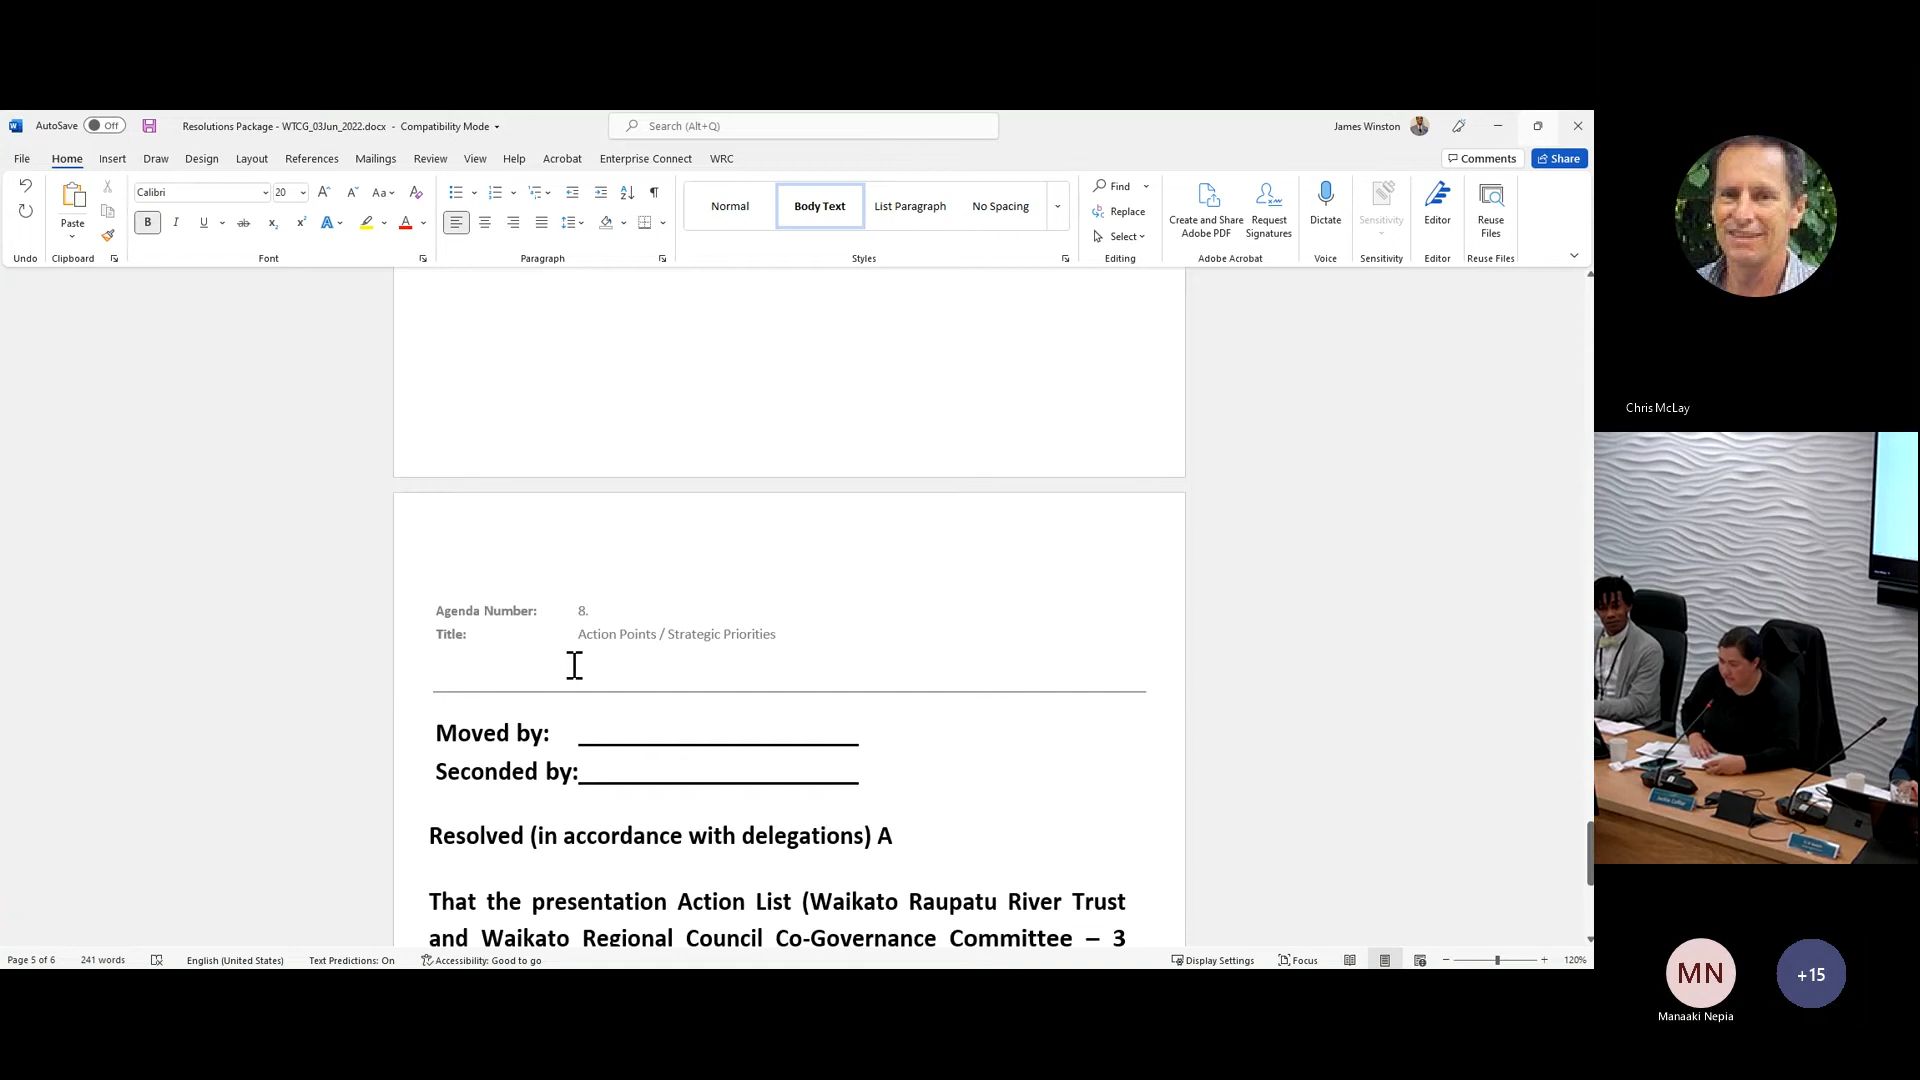 AutoSave Off Resolutions Package - WTCG_03Jun_2022.docx - Compatibility Mode Search (Alt+Q) James Winston
File Home Insert Draw Design Layout References Mailings Review View Help Acrobat Enterprise Connect WRC Comments Share
Calibri 20 Normal Body Text List Paragraph No Spacing
Paste Find Replace Select
Create and Share Adobe PDF Request Signatures Dictate Sensitivity Editor Reuse Files
Undo Clipboard Font Paragraph Styles Editing Adobe Acrobat Voice Sensitivity Editor Reuse Files
Agenda Number: 8.
Title: Action Points / Strategic Priorities
Moved by:
Seconded by:
Resolved (in accordance with delegations) A
That the presentation Action List (Waikato Raupatu River Trust
and Waikato Regional Council Co-Governance Committee – 3
Page 5 of 6 241 words English (United States) Text Predictions: On Accessibility: Good to go Display Settings Focus 120%
Chris McLay
MN
+15
Manaaki Nepia